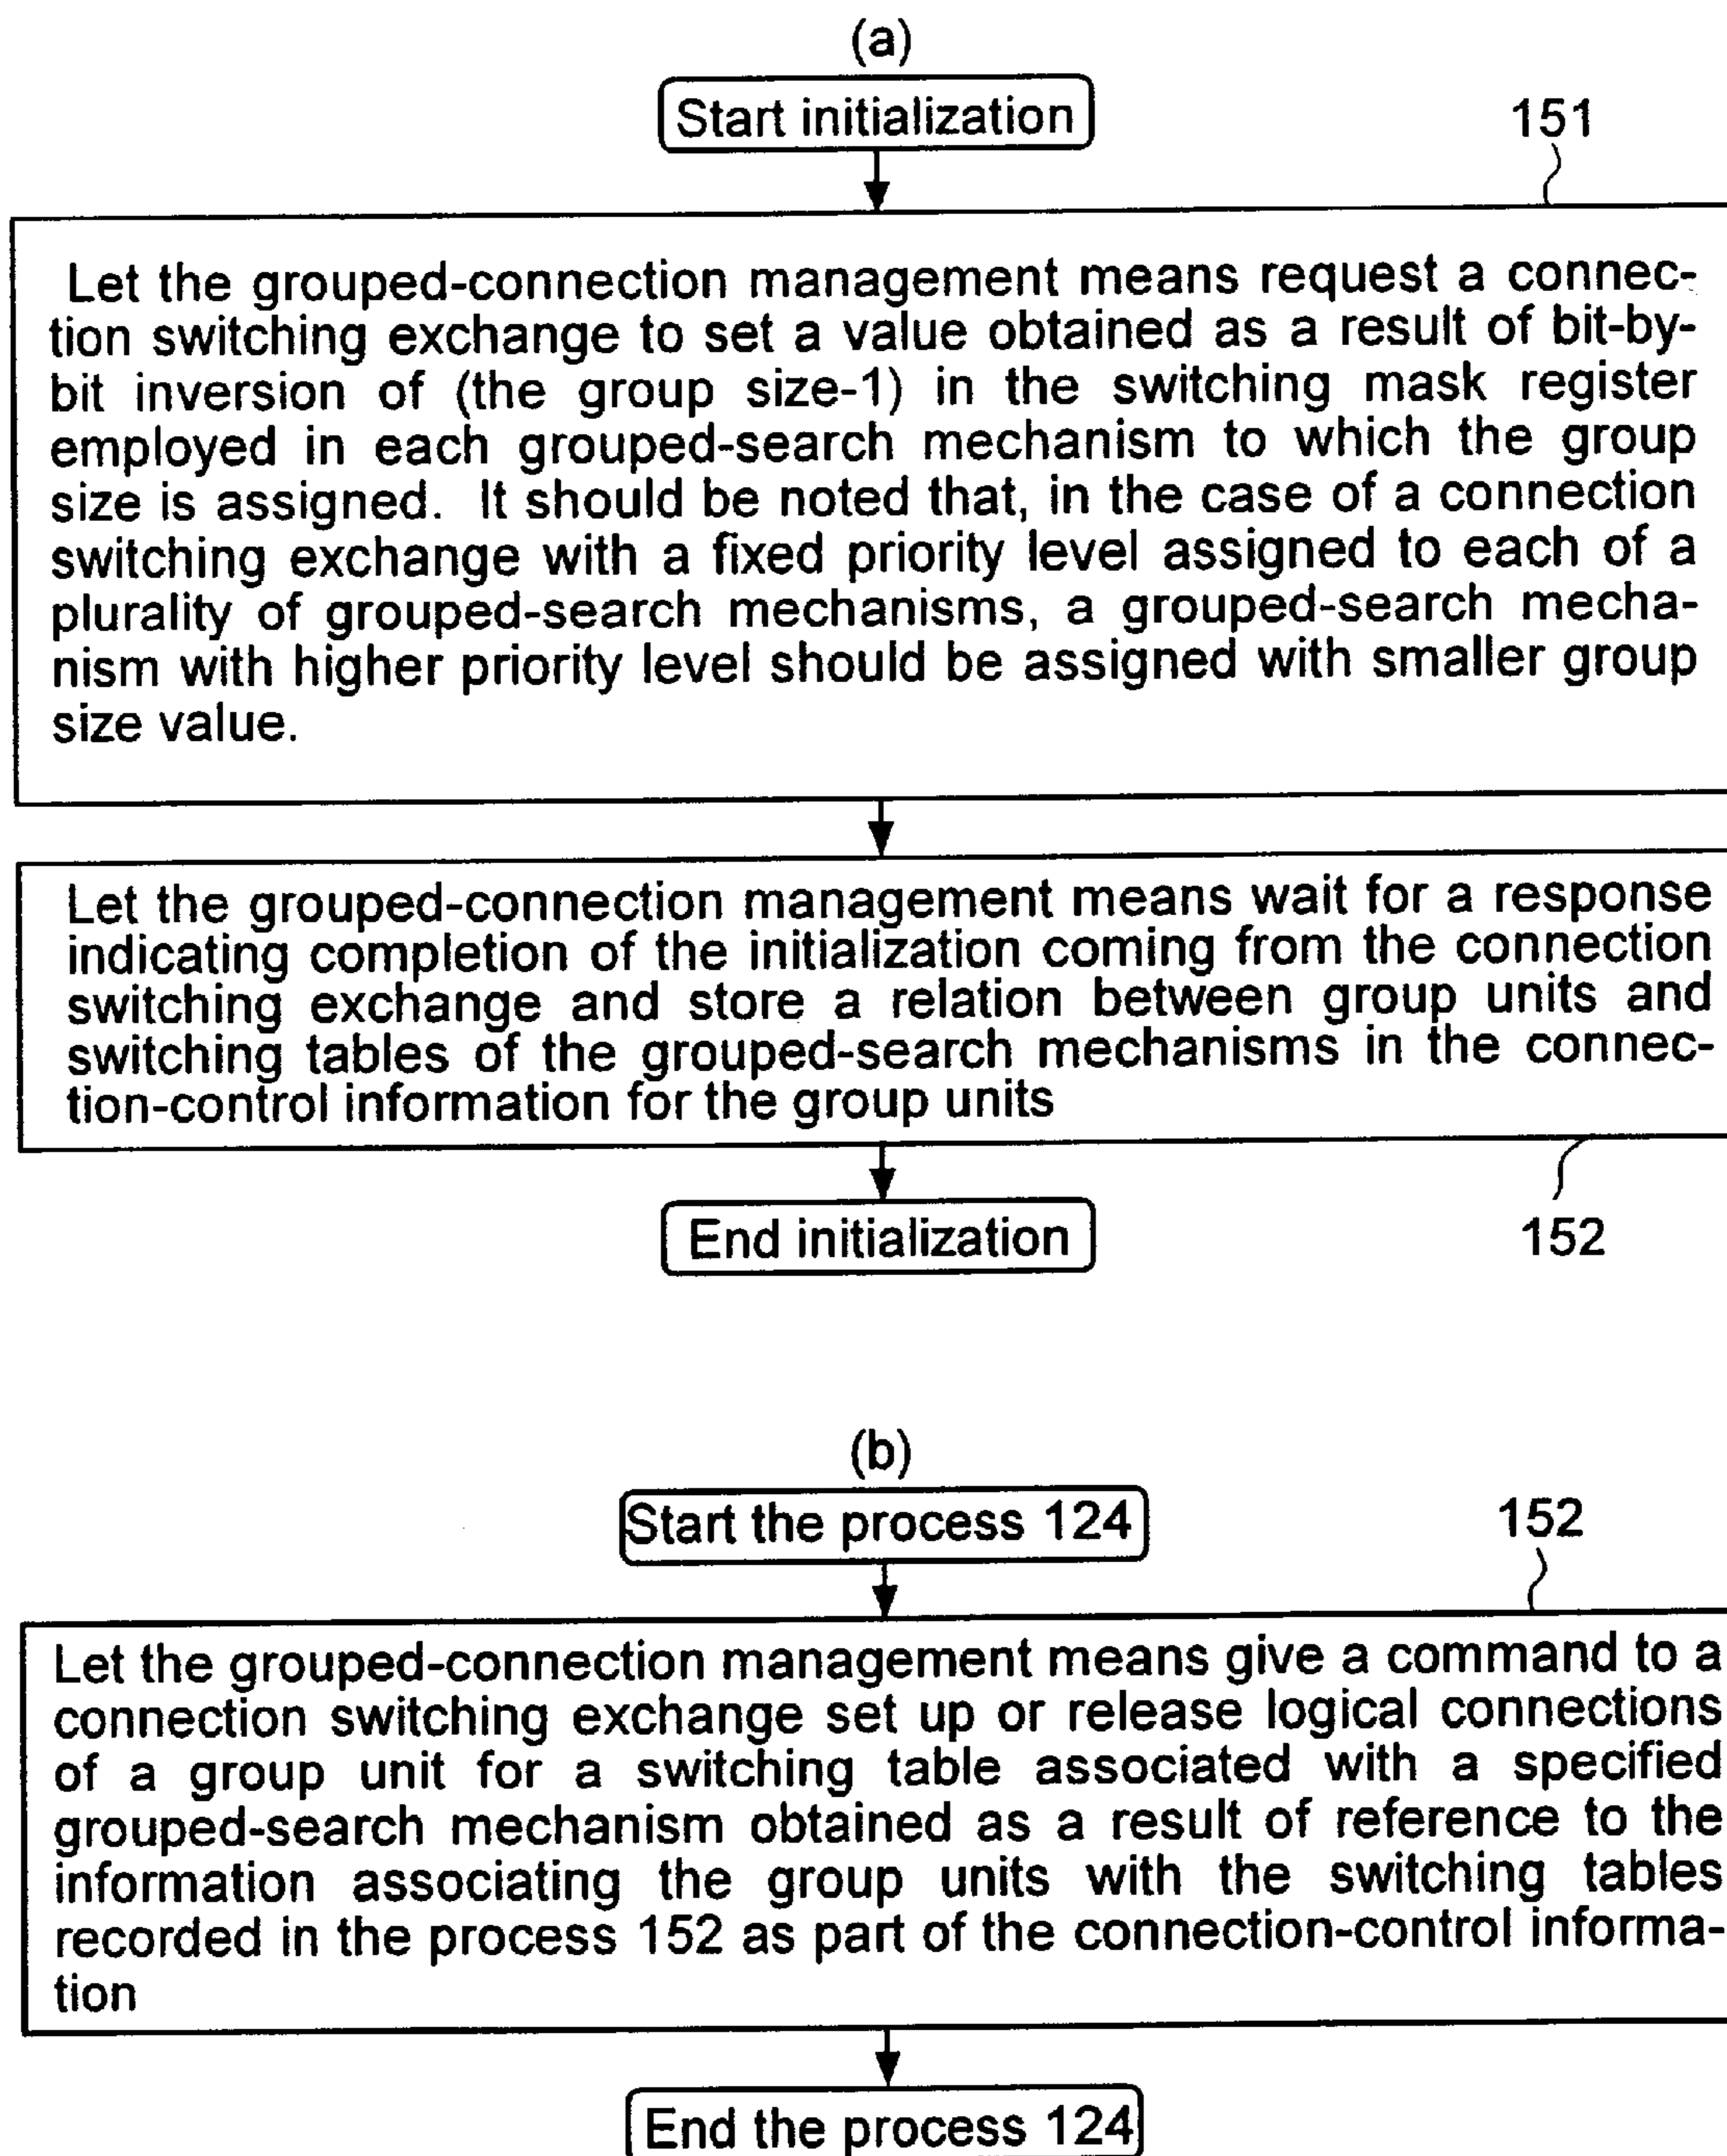 (a)
Start initialization
151
Let the grouped-connection management means request a connec-
tion switching exchange to set a value obtained as a result of bit-by-
bit inversion of (the group size-1) in the switching mask register
employed in each grouped-search mechanism to which the group
size is assigned. It should be noted that, in the case of a connection
switching exchange with a fixed priority level assigned to each of a
plurality of grouped-search mechanisms, a grouped-search mecha-
nism with higher priority level should be assigned with smaller group
size value.
Let the grouped-connection management means wait for a response
indicating completion of the initialization coming from the connection
switching exchange and store a relation between group units and
switching tables of the grouped-search mechanisms in the connec-
tion-control information for the group units
End initialization
152
(b)
Start the process 124
152
Let the grouped-connection management means give a command to a
connection switching exchange set up or release logical connections
of a group unit for a switching table associated with a specified
grouped-search mechanism obtained as a result of reference to the
information associating the group units with the switching tables
recorded in the process 152 as part of the connection-control informa-
tion
End the process 124